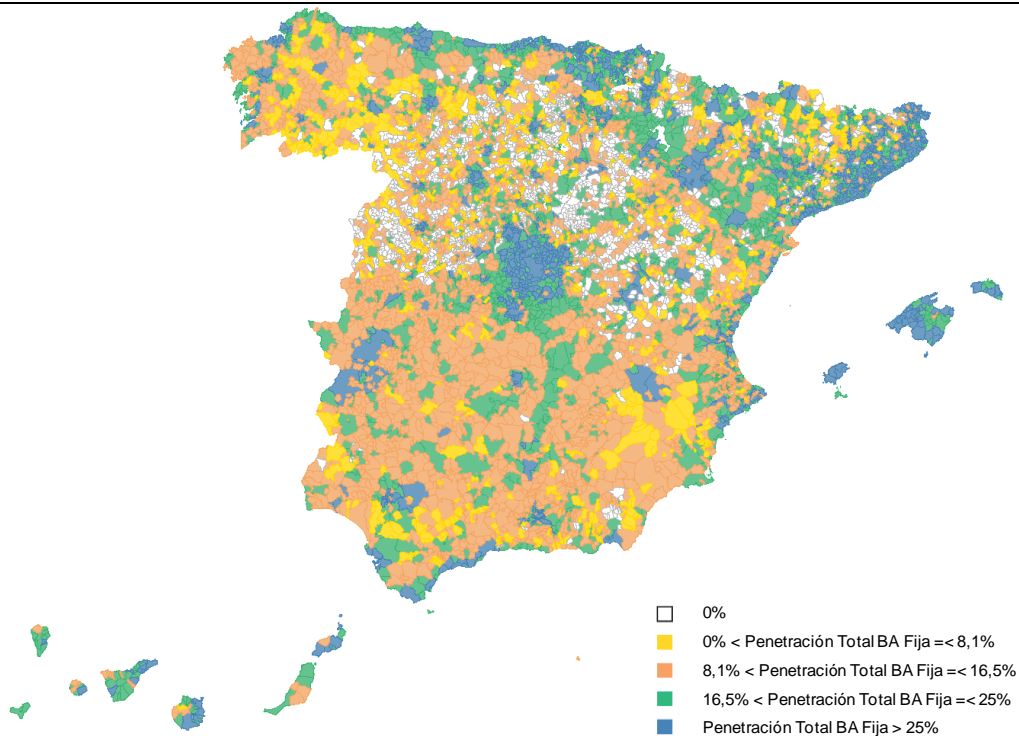 0%
0% < Penetración Total BA Fija =< 8,1%
8,1% < Penetración Total BA Fija =< 16,5%
16,5% < Penetración Total BA Fija =< 25%
Penetración Total BA Fija > 25%